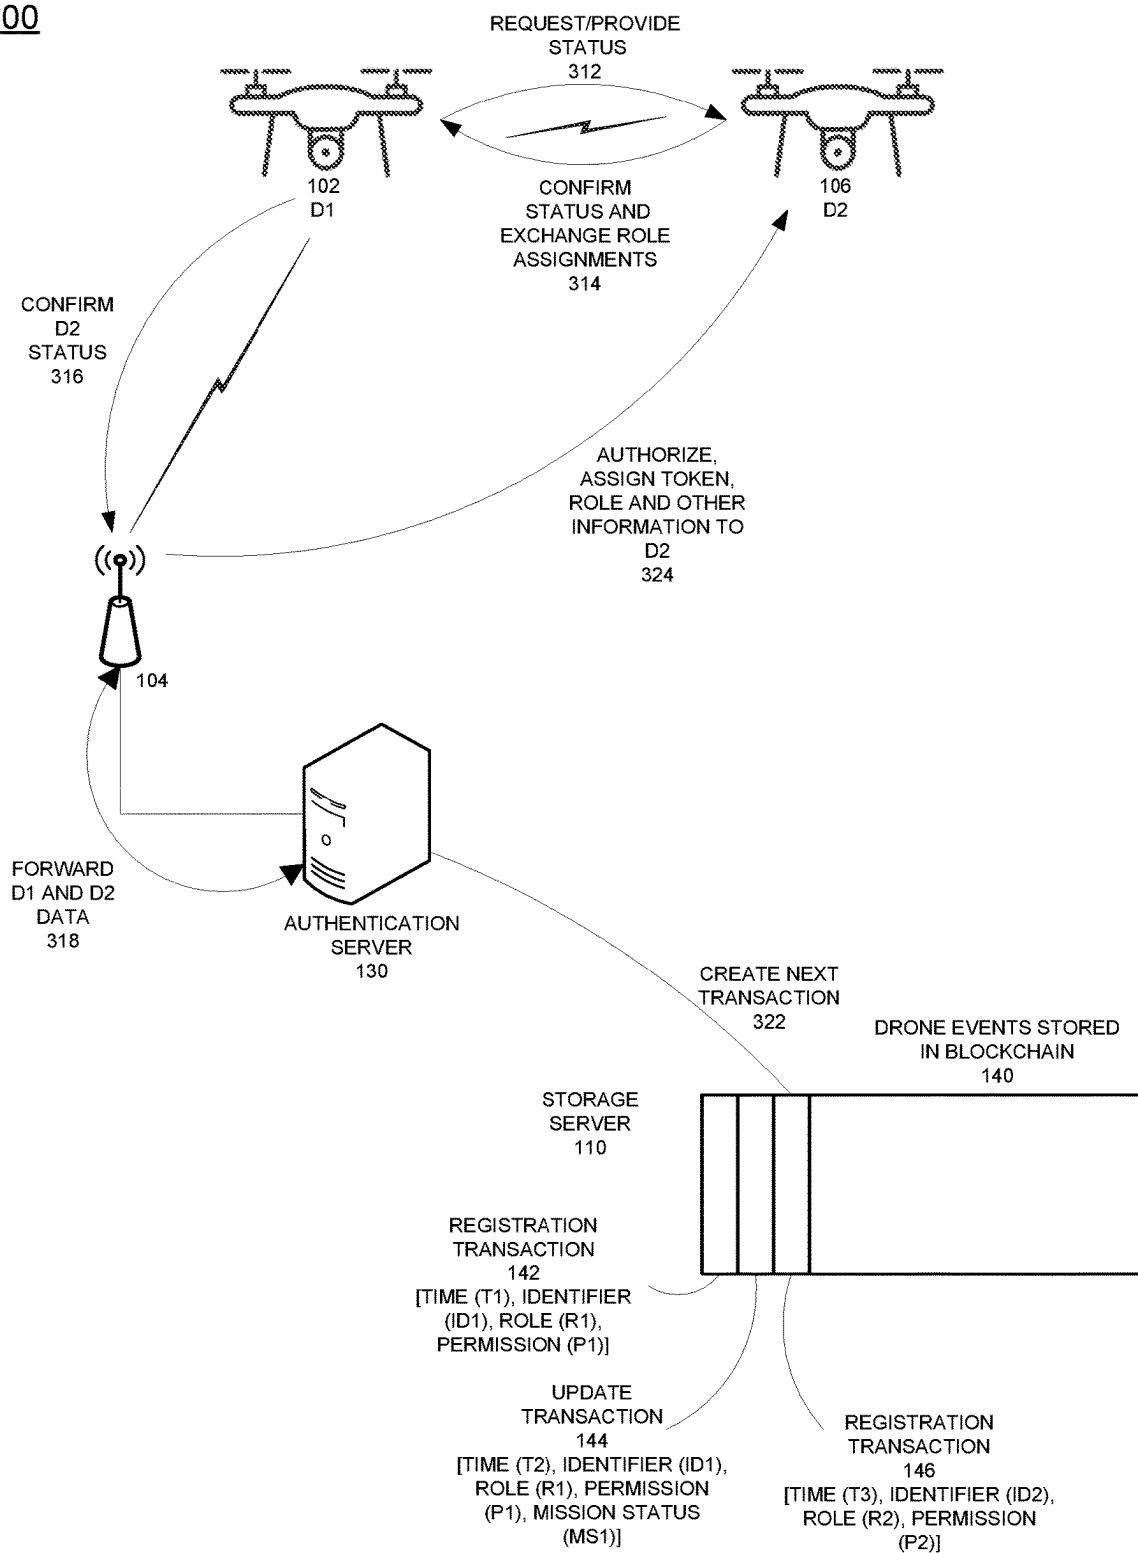 00
REQUEST/PROVIDE
STATUS
312
102
D1
106
D2
CONFIRM
STATUS AND
EXCHANGE ROLE
ASSIGNMENTS
314
CONFIRM
D2
STATUS
316
AUTHORIZE,
ASSIGN TOKEN,
ROLE AND OTHER
INFORMATION TO
D2
324
104
FORWARD
D1 AND D2
DATA
318
AUTHENTICATION
SERVER
130
CREATE NEXT
TRANSACTION
322
DRONE EVENTS STORED
IN BLOCKCHAIN
140
STORAGE
SERVER
110
REGISTRATION
TRANSACTION
142
[TIME (T1), IDENTIFIER
(ID1), ROLE (R1),
PERMISSION (P1)]
UPDATE
TRANSACTION
144
[TIME (T2), IDENTIFIER (ID1),
ROLE (R1), PERMISSION
(P1), MISSION STATUS
(MS1)]
REGISTRATION
TRANSACTION
146
[TIME (T3), IDENTIFIER (ID2),
ROLE (R2), PERMISSION
(P2)]